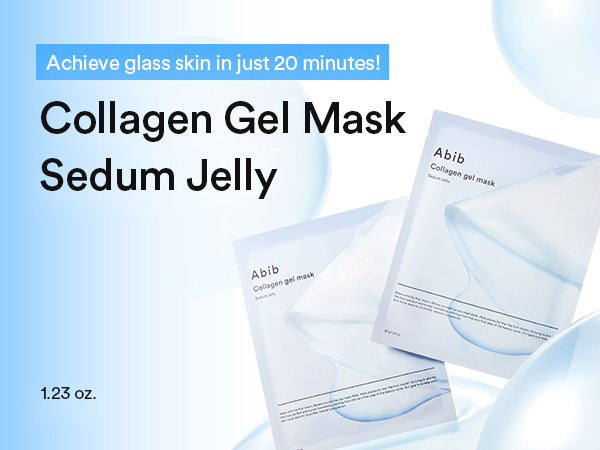 Achieve glass skin in just 20 minutes!
Collagen Gel Mask
Sedum Jelly
Abib
Collagen gel mask
Sedum jelly
Abib
Collagen gel mask
Sedum jelly
1.23 oz.